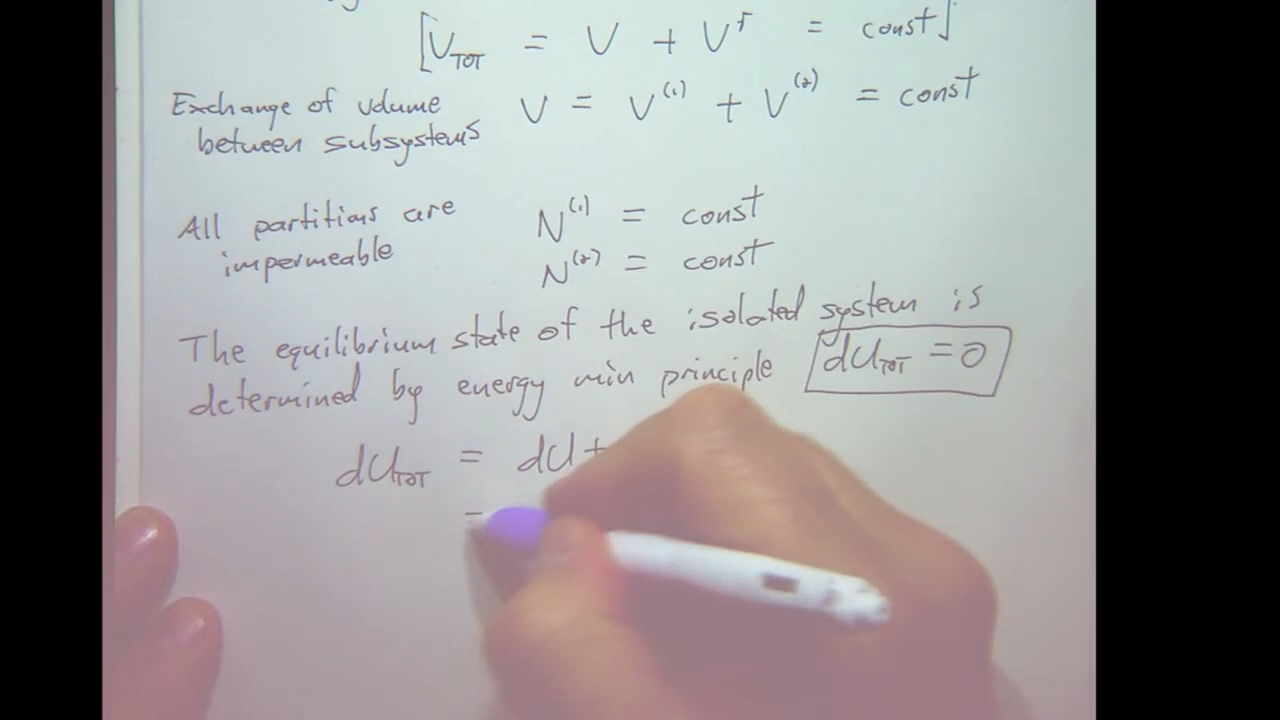 [V_TOT = V + V^r = const]
Exchange of volume V = V^(1) + V^(2) = const
between subsystems
All partitions are N^(1) = const
impermeable N^(2) = const
The equilibrium state of the isolated system is
determined by energy min principle dU_TOT = 0
dU_TOT = dU +
=